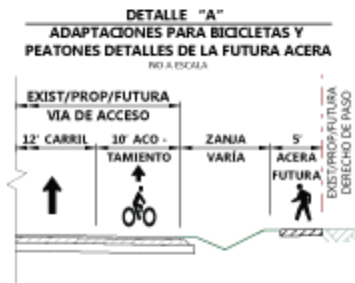 DETALLE "A"
ADAPTACIONES PARA BICICLETAS Y
PEATONES DETALLES DE LA FUTURA ACERA
NO A ESCALA
EXIST/PROP/FUTURA
VIA DE ACCESO
12' CARRIL
10' ACO -
TAMIENTO
ZANJA
VARÍA
5'
ACERA
FUTURA
EXIST/PROP/FUTURA
DERECHO DE PASO